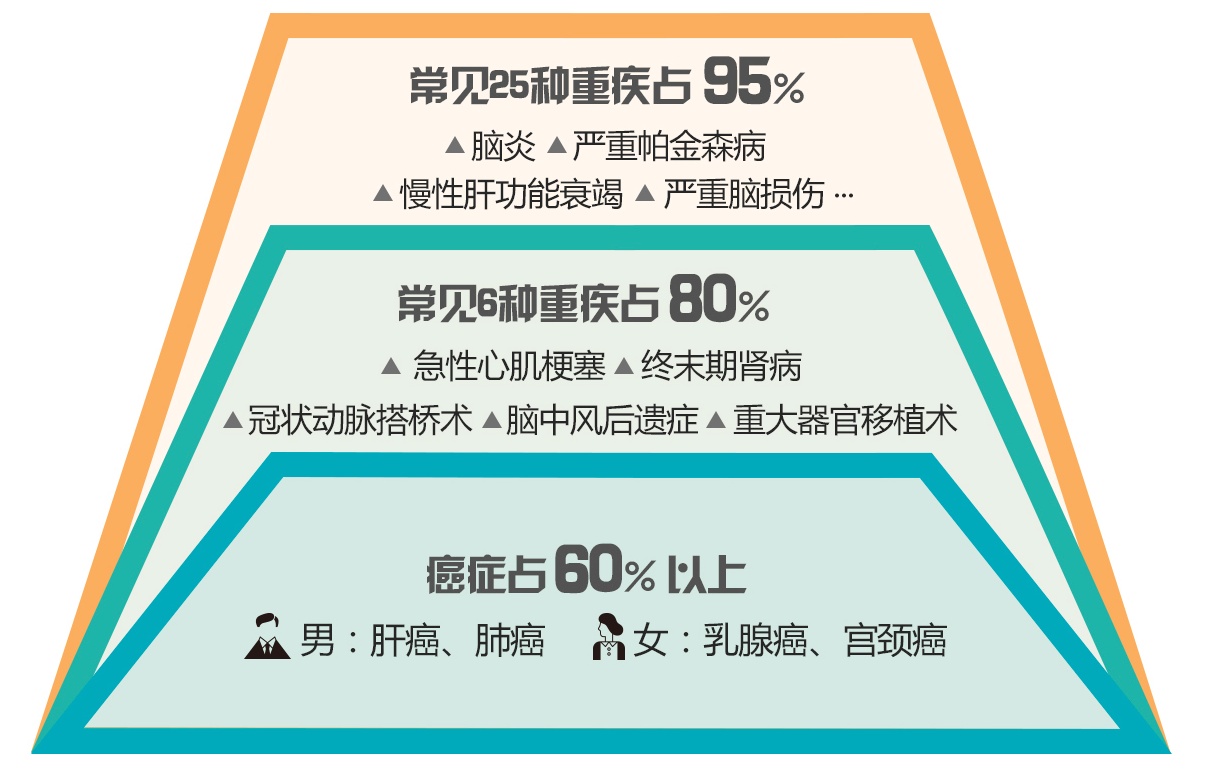 常见25种重疾占 95%
▲脑炎 ▲严重帕金森病
▲慢性肝功能衰竭 ▲严重脑损伤 …
常见6种重疾占 80%
▲ 急性心肌梗塞 ▲终末期肾病
▲冠状动脉搭桥术 ▲脑中风后遗症 ▲重大器官移植术
癌症占 60% 以上
男：肝癌、肺癌 女：乳腺癌、宫颈癌